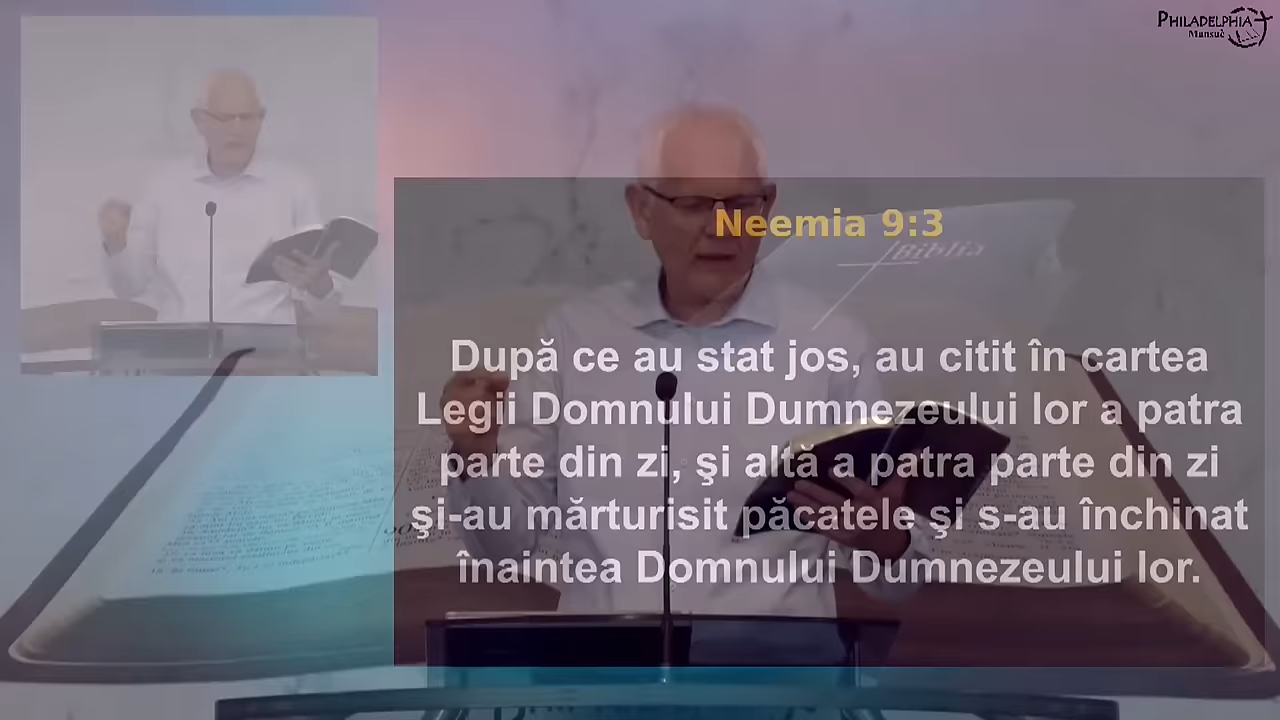 PHILADELPHIA
Mansuè
Neemia 9:3
Biblia
După ce au stat jos, au citit în cartea
Legii Domnului Dumnezeului lor a patra
parte din zi, şi altă a patra parte din zi
şi-au mărturisit păcatele şi s-au închinat
înaintea Domnului Dumnezeului lor.